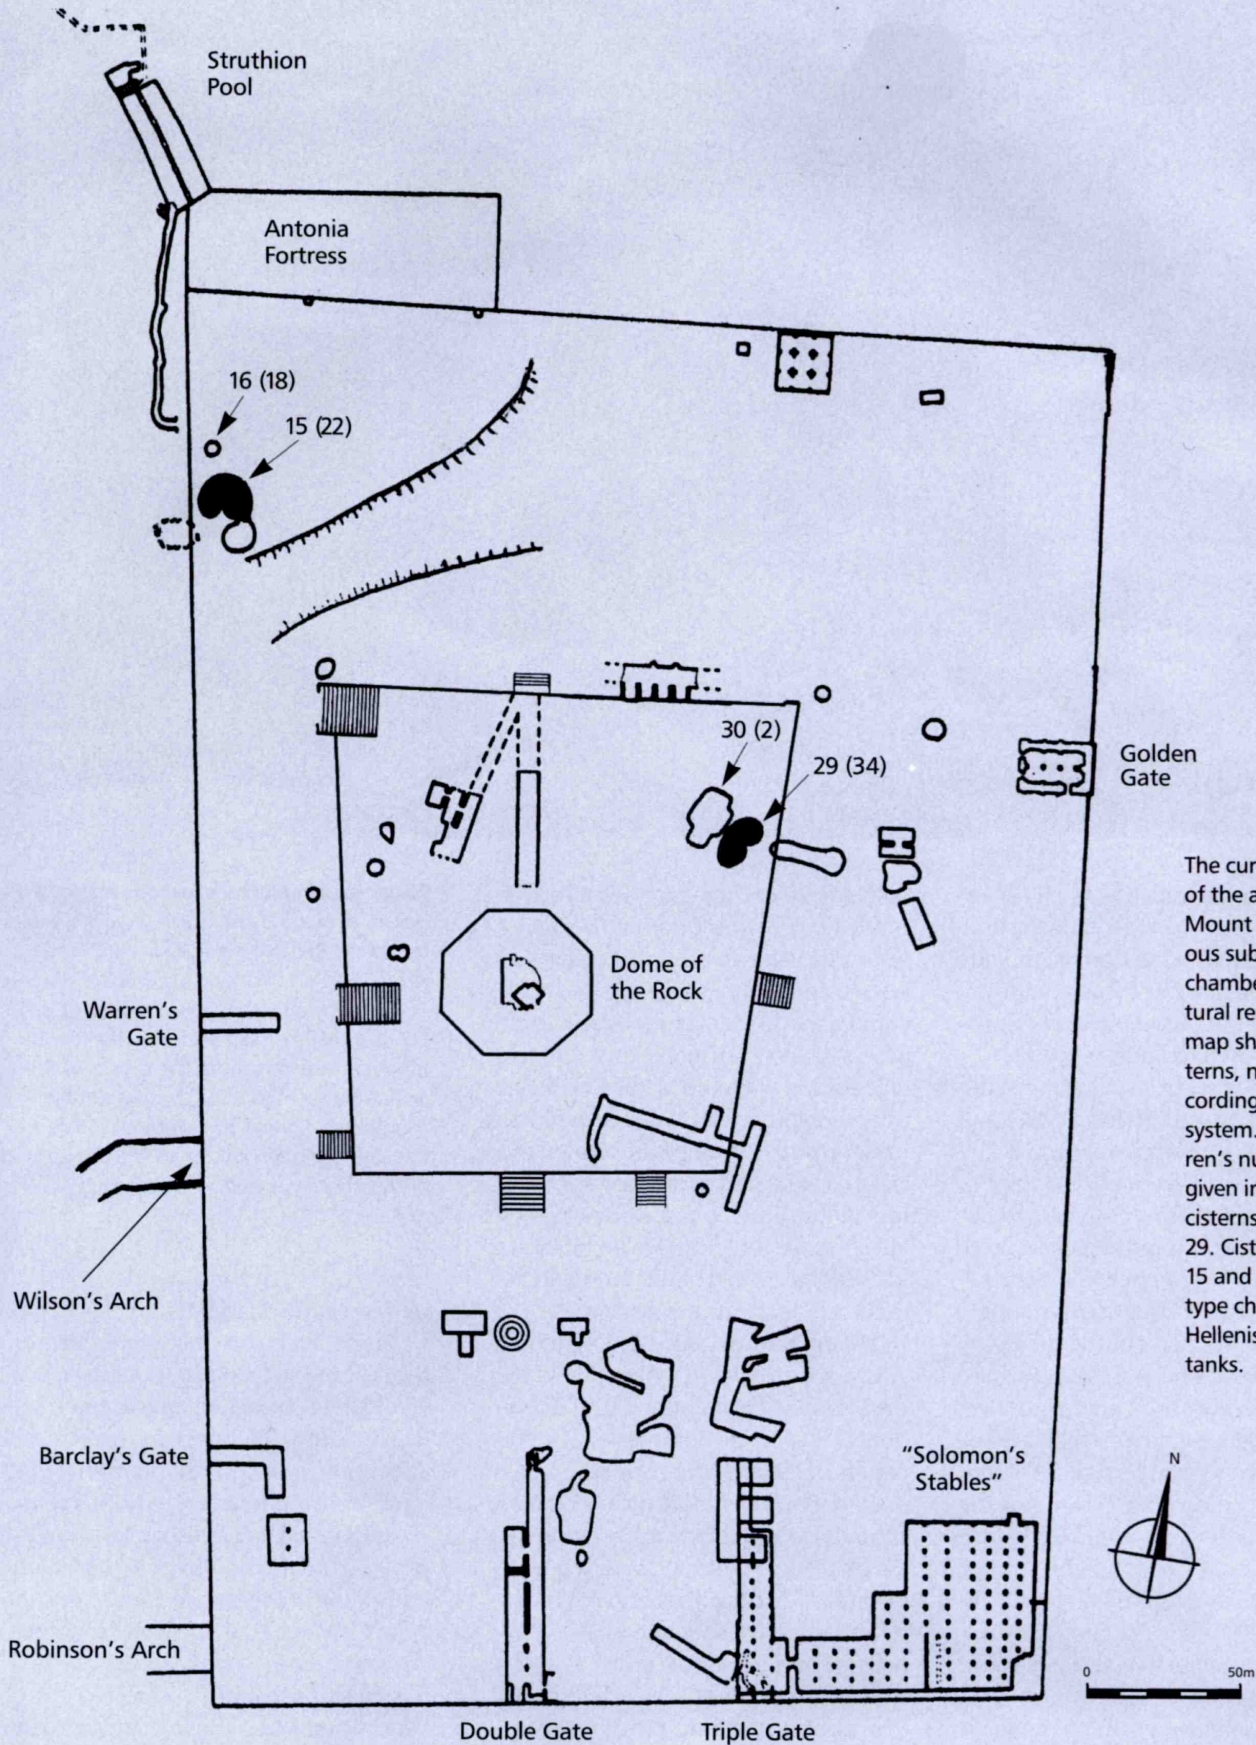 Struthion
Pool
Antonia
Fortress
16 (18)
15 (22)
30 (2)
29 (34)
Golden
Gate
Dome of
the Rock
Warren's
Gate
Wilson's Arch
Barclay's Gate
Robinson's Arch
"Solomon's
Stables"
N
0 50m
Double Gate
Triple Gate
The cur
of the a
Mount
ous sub
chambe
tural re
map sh
terns, n
cording
system.
ren's nu
given in
cisterns
29. Cist
15 and
type ch
Hellenis
tanks.